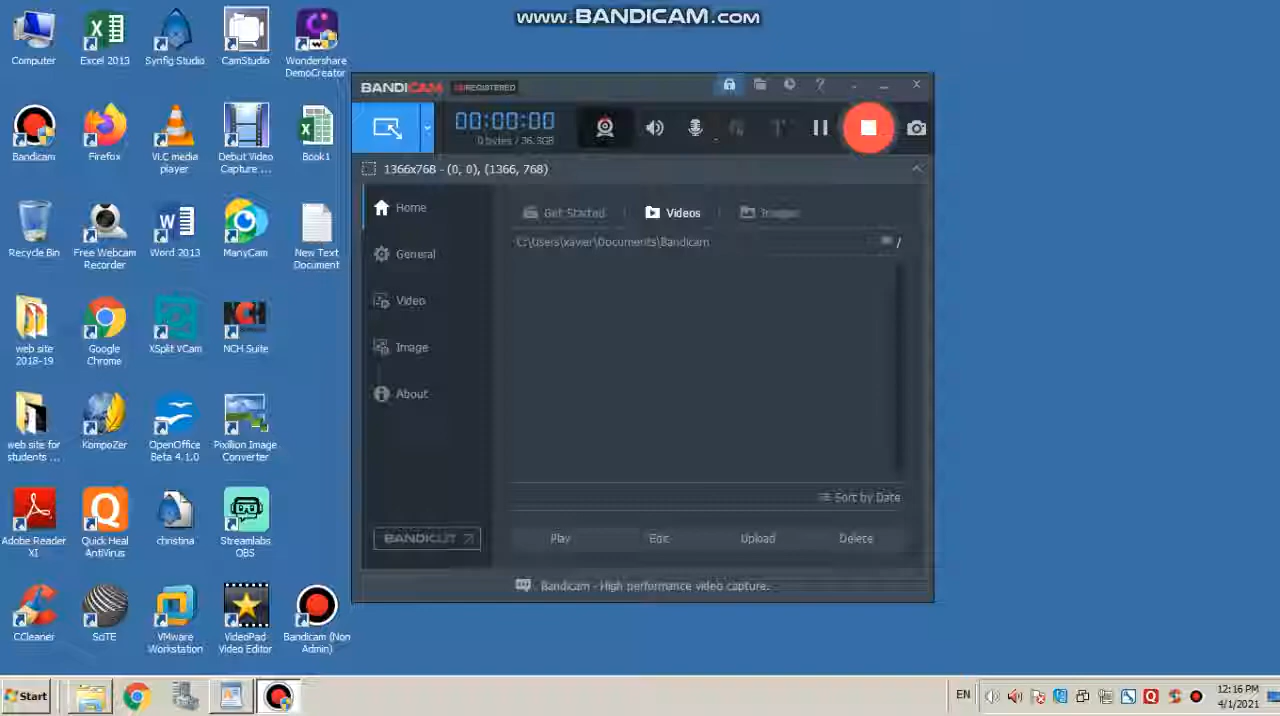 www.BANDICAM.com
Computer
Excel 2013
Synfig Studio
CamStudio
Wondershare
DemoCreator
BANDICAM UNREGISTERED
00:00:00
0 bytes / 36.3GB
1366x768 - (0, 0), (1366, 768)
Bandicam
Firefox
VLC media
player
Debut Video
Capture ...
Book1
Home
Get Started
Videos
Images
C:\Users\xavier\Documents\Bandicam
Recycle Bin
Free Webcam
Recorder
Word 2013
ManyCam
New Text
Document
General
Video
web site
2018-19
Google
Chrome
XSplit VCam
NCH Suite
Image
About
web site for
students ...
KompoZer
OpenOffice
Beta 4.1.0
Pixillion Image
Converter
Sort by Date
Adobe Reader
XI
Quick Heal
AntiVirus
christina
Streamlabs
OBS
BANDICUT
Play
Edit
Upload
Delete
Bandicam - High performance video capture.
CCleaner
SciTE
VMware
Workstation
VideoPad
Video Editor
Bandicam (Non
Admin)
Start
EN
12:16 PM
4/1/2021